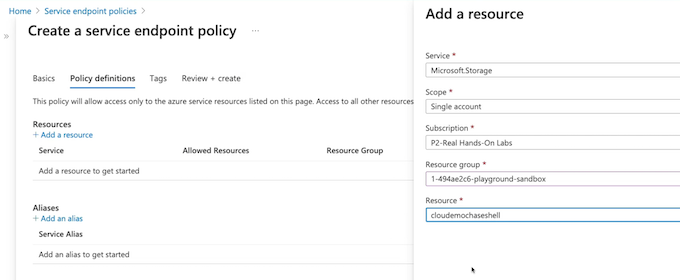 Home > Service endpoint policies >
Create a service endpoint policy ...
Basics Policy definitions Tags Review + create
This policy will allow access only to the azure service resources listed on this page. Access to all other resources
Resources
+ Add a resource
Service Allowed Resources Resource Group
Add a resource to get started
Aliases
+ Add an alias
Service Alias
Add an alias to get started
Add a resource
Service *
Microsoft.Storage
Scope *
Single account
Subscription *
P2-Real Hands-On Labs
Resource group *
1-494ae2c6-playground-sandbox
Resource *
cloudemochaseshell